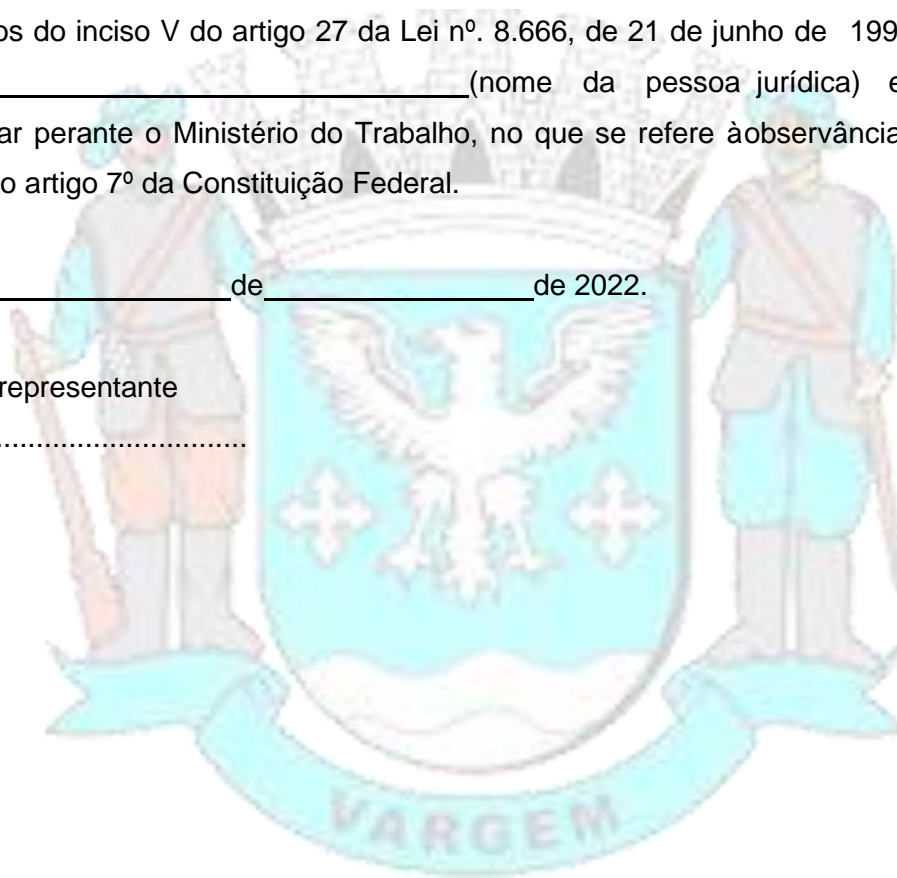 os do inciso V do artigo 27 da Lei nº. 8.666, de 21 de junho de 199
____________________________(nome da pessoa jurídica) e
ar perante o Ministério do Trabalho, no que se refere àobservância
o artigo 7º da Constituição Federal.
______________de________________de 2022.
representante
................................
VARGEM